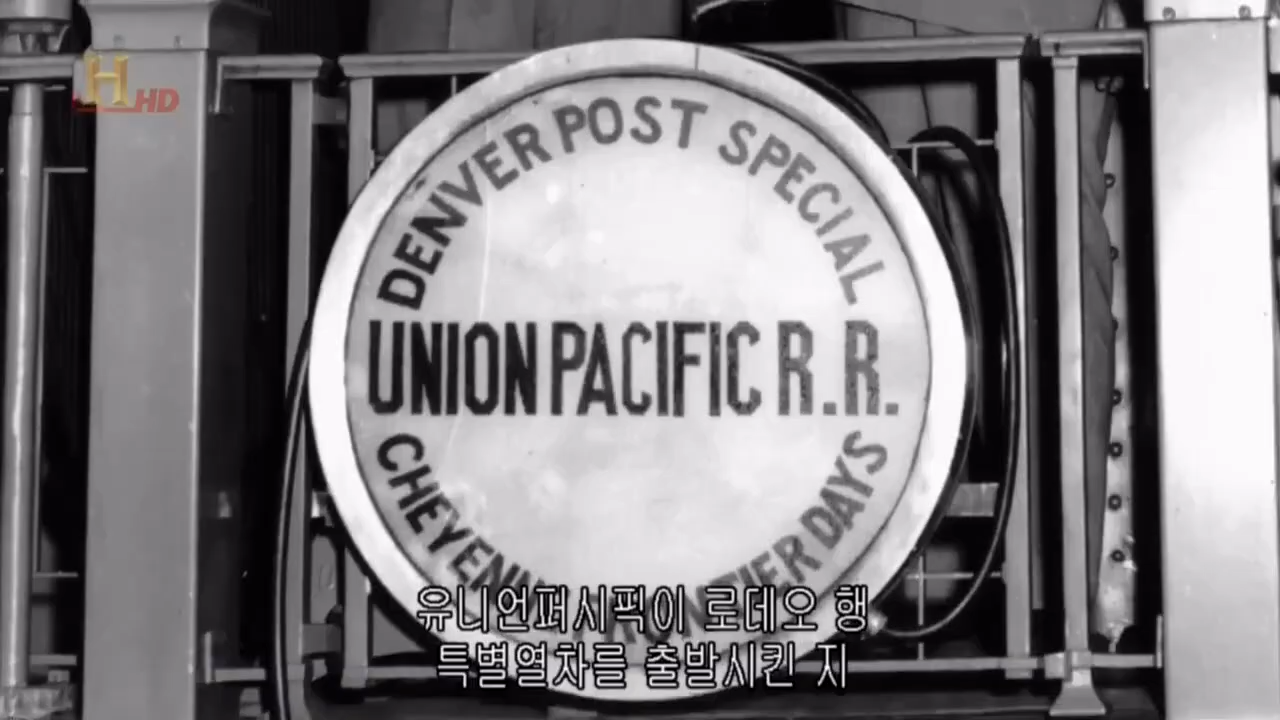 H HD
DENVER POST SPECIAL
UNION PACIFIC R.R.
DAYS
유니언퍼시픽이 로데오 행
특별열차를 출발시킨 지